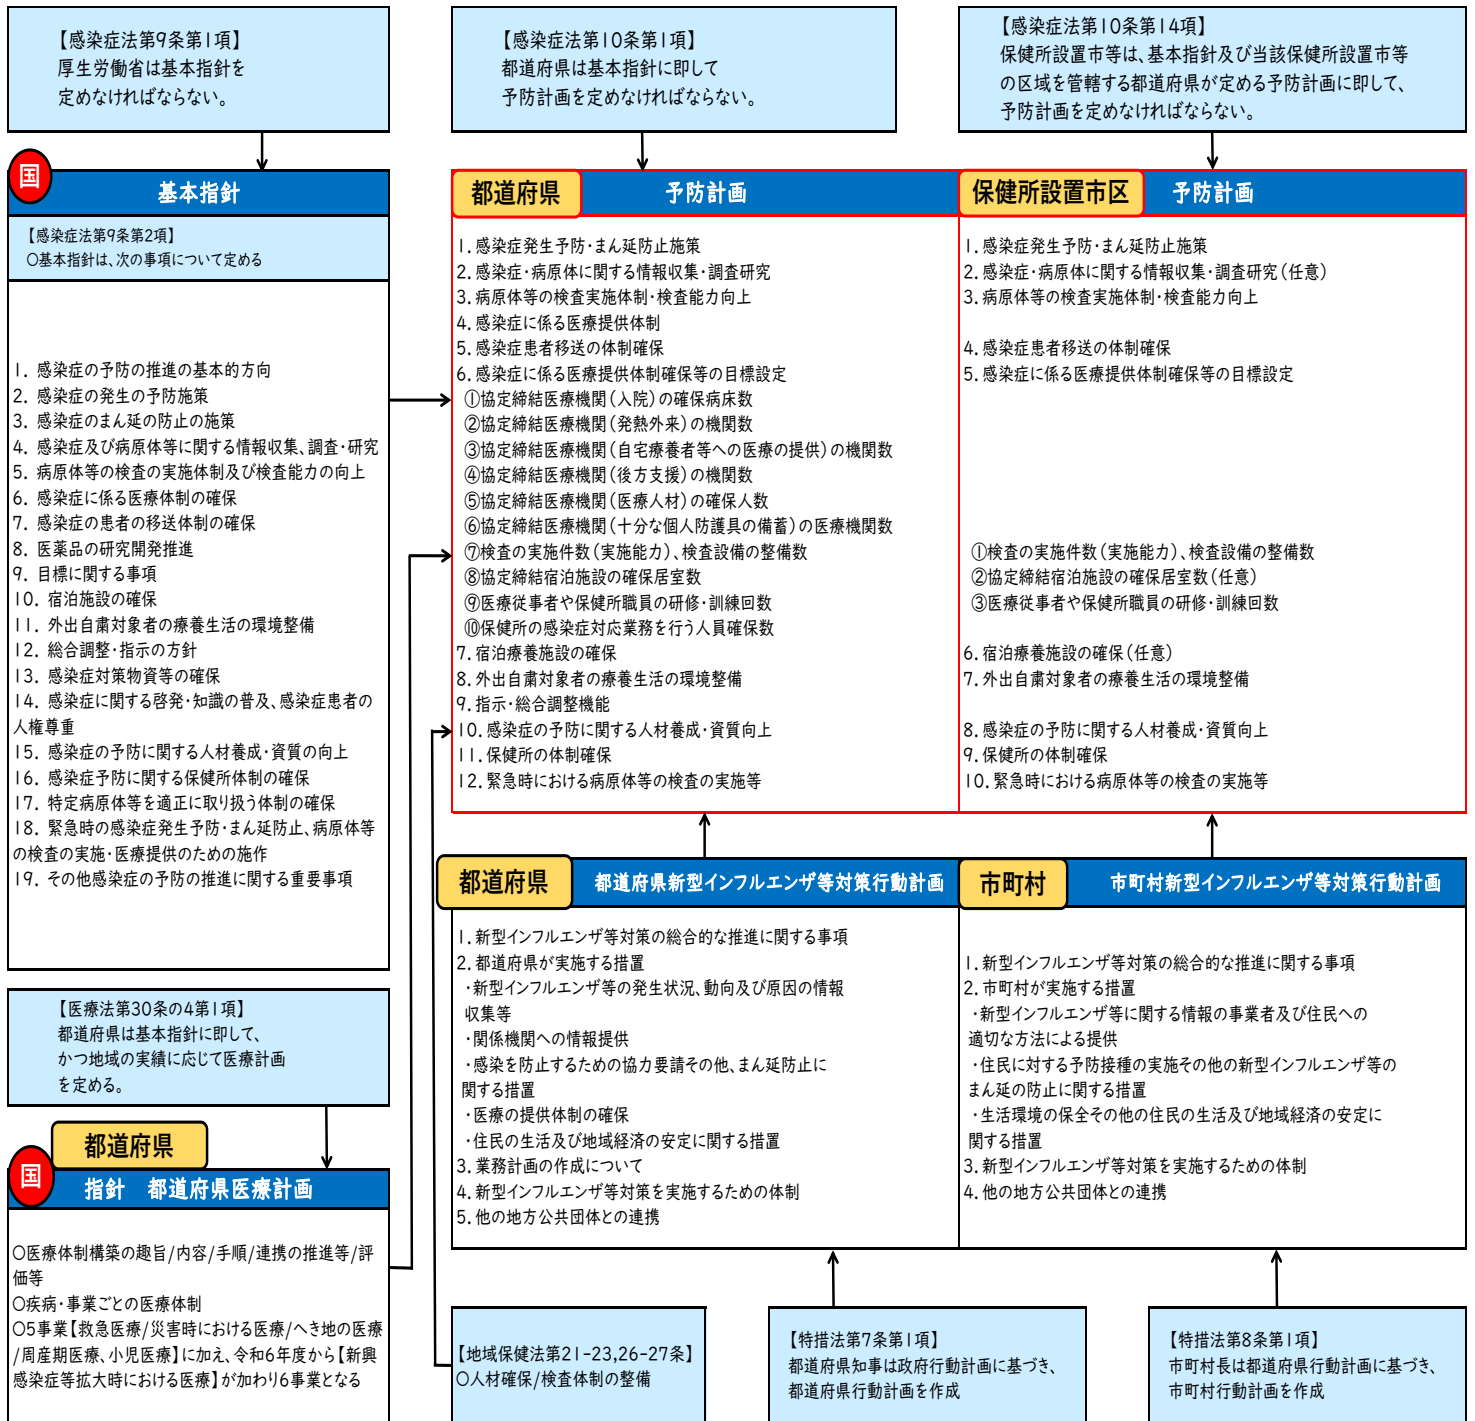 【感染症法第9条第1項】
厚生労働省は基本指針を
定めなければならない。
【感染症法第10条第1項】
都道府県は基本指針に即して
予防計画を定めなければならない。
【感染症法第10条第14項】
保健所設置市等は、基本指針及び当該保健所設置市等
の区域を管轄する都道府県が定める予防計画に即して、
予防計画を定めなければならない。
国
基本指針
【感染症法第9条第2項】
○基本指針は、次の事項について定める
1. 感染症の予防の推進の基本的方向
2. 感染症の発生の予防施策
3. 感染症のまん延の防止の施策
4. 感染症及び病原体等に関する情報収集、調査・研究
5. 病原体等の検査の実施体制及び検査能力の向上
6. 感染症に係る医療体制の確保
7. 感染症の患者の移送体制の確保
8. 医薬品の研究開発推進
9. 目標に関する事項
10. 宿泊施設の確保
11. 外出自粛対象者の療養生活の環境整備
12. 総合調整・指示の方針
13. 感染症対策物資等の確保
14. 感染症に関する啓発・知識の普及、感染症患者の
人権尊重
15. 感染症の予防に関する人材養成・資質の向上
16. 感染症予防に関する保健所体制の確保
17. 特定病原体等を適正に取り扱う体制の確保
18. 緊急時の感染症発生予防・まん延防止、病原体等
の検査の実施・医療提供のための施作
19. その他感染症の予防の推進に関する重要事項
都道府県
予防計画
1. 感染症発生予防・まん延防止施策
2. 感染症・病原体に関する情報収集・調査研究
3. 病原体等の検査実施体制・検査能力向上
4. 感染症に係る医療提供体制
5. 感染症患者移送の体制確保
6. 感染症に係る医療提供体制確保等の目標設定
①協定締結医療機関(入院)の確保病床数
②協定締結医療機関(発熱外来)の機関数
③協定締結医療機関(自宅療養者等への医療の提供)の機関数
④協定締結医療機関(後方支援)の機関数
⑤協定締結医療機関(医療人材)の確保人数
⑥協定締結医療機関(十分な個人防護具の備蓄)の医療機関数
⑦検査の実施件数(実施能力)、検査設備の整備数
⑧協定締結宿泊施設の確保居室数
⑨医療従事者や保健所職員の研修・訓練回数
⑩保健所の感染症対応業務を行う人員確保数
7. 宿泊療養施設の確保
8. 外出自粛対象者の療養生活の環境整備
9. 指示・総合調整機能
10. 感染症の予防に関する人材養成・資質向上
11. 保健所の体制確保
12. 緊急時における病原体等の検査の実施等
保健所設置市区
予防計画
1. 感染症発生予防・まん延防止施策
2. 感染症・病原体に関する情報収集・調査研究(任意)
3. 病原体等の検査実施体制・検査能力向上
4. 感染症患者移送の体制確保
5. 感染症に係る医療提供体制確保等の目標設定
①検査の実施件数(実施能力)、検査設備の整備数
②協定締結宿泊施設の確保居室数(任意)
③医療従事者や保健所職員の研修・訓練回数
6. 宿泊療養施設の確保(任意)
7. 外出自粛対象者の療養生活の環境整備
8. 感染症の予防に関する人材養成・資質向上
9. 保健所の体制確保
10. 緊急時における病原体等の検査の実施等
【医療法第30条の4第1項】
都道府県は基本指針に即して、
かつ地域の実績に応じて医療計画
を定める。
都道府県
国
指針 都道府県医療計画
○医療体制構築の趣旨/内容/手順/連携の推進等/評
価等
○疾病・事業ごとの医療体制
○5事業【救急医療/災害時における医療/へき地の医療
/周産期医療、小児医療】に加え、令和6年度から【新興
感染症等拡大時における医療】が加わり6事業となる
都道府県
都道府県新型インフルエンザ等対策行動計画
1. 新型インフルエンザ等対策の総合的な推進に関する事項
2. 都道府県が実施する措置
・新型インフルエンザ等の発生状況、動向及び原因の情報
収集等
・関係機関への情報提供
・感染を防止するための協力要請その他、まん延防止に
関する措置
・医療の提供体制の確保
・住民の生活及び地域経済の安定に関する措置
3. 業務計画の作成について
4. 新型インフルエンザ等対策を実施するための体制
5. 他の地方公共団体との連携
市町村
市町村新型インフルエンザ等対策行動計画
1. 新型インフルエンザ等対策の総合的な推進に関する事項
2. 市町村が実施する措置
・新型インフルエンザ等に関する情報の事業者及び住民への
適切な方法による提供
・住民に対する予防接種の実施その他の新型インフルエンザ等の
まん延の防止に関する措置
・生活環境の保全その他の住民の生活及び地域経済の安定に
関する措置
3. 新型インフルエンザ等対策を実施するための体制
4. 他の地方公共団体との連携
【地域保健法第21-23,26-27条】
○人材確保/検査体制の整備
【特措法第7条第1項】
都道府県知事は政府行動計画に基づき、
都道府県行動計画を作成
【特措法第8条第1項】
市町村長は都道府県行動計画に基づき、
市町村行動計画を作成